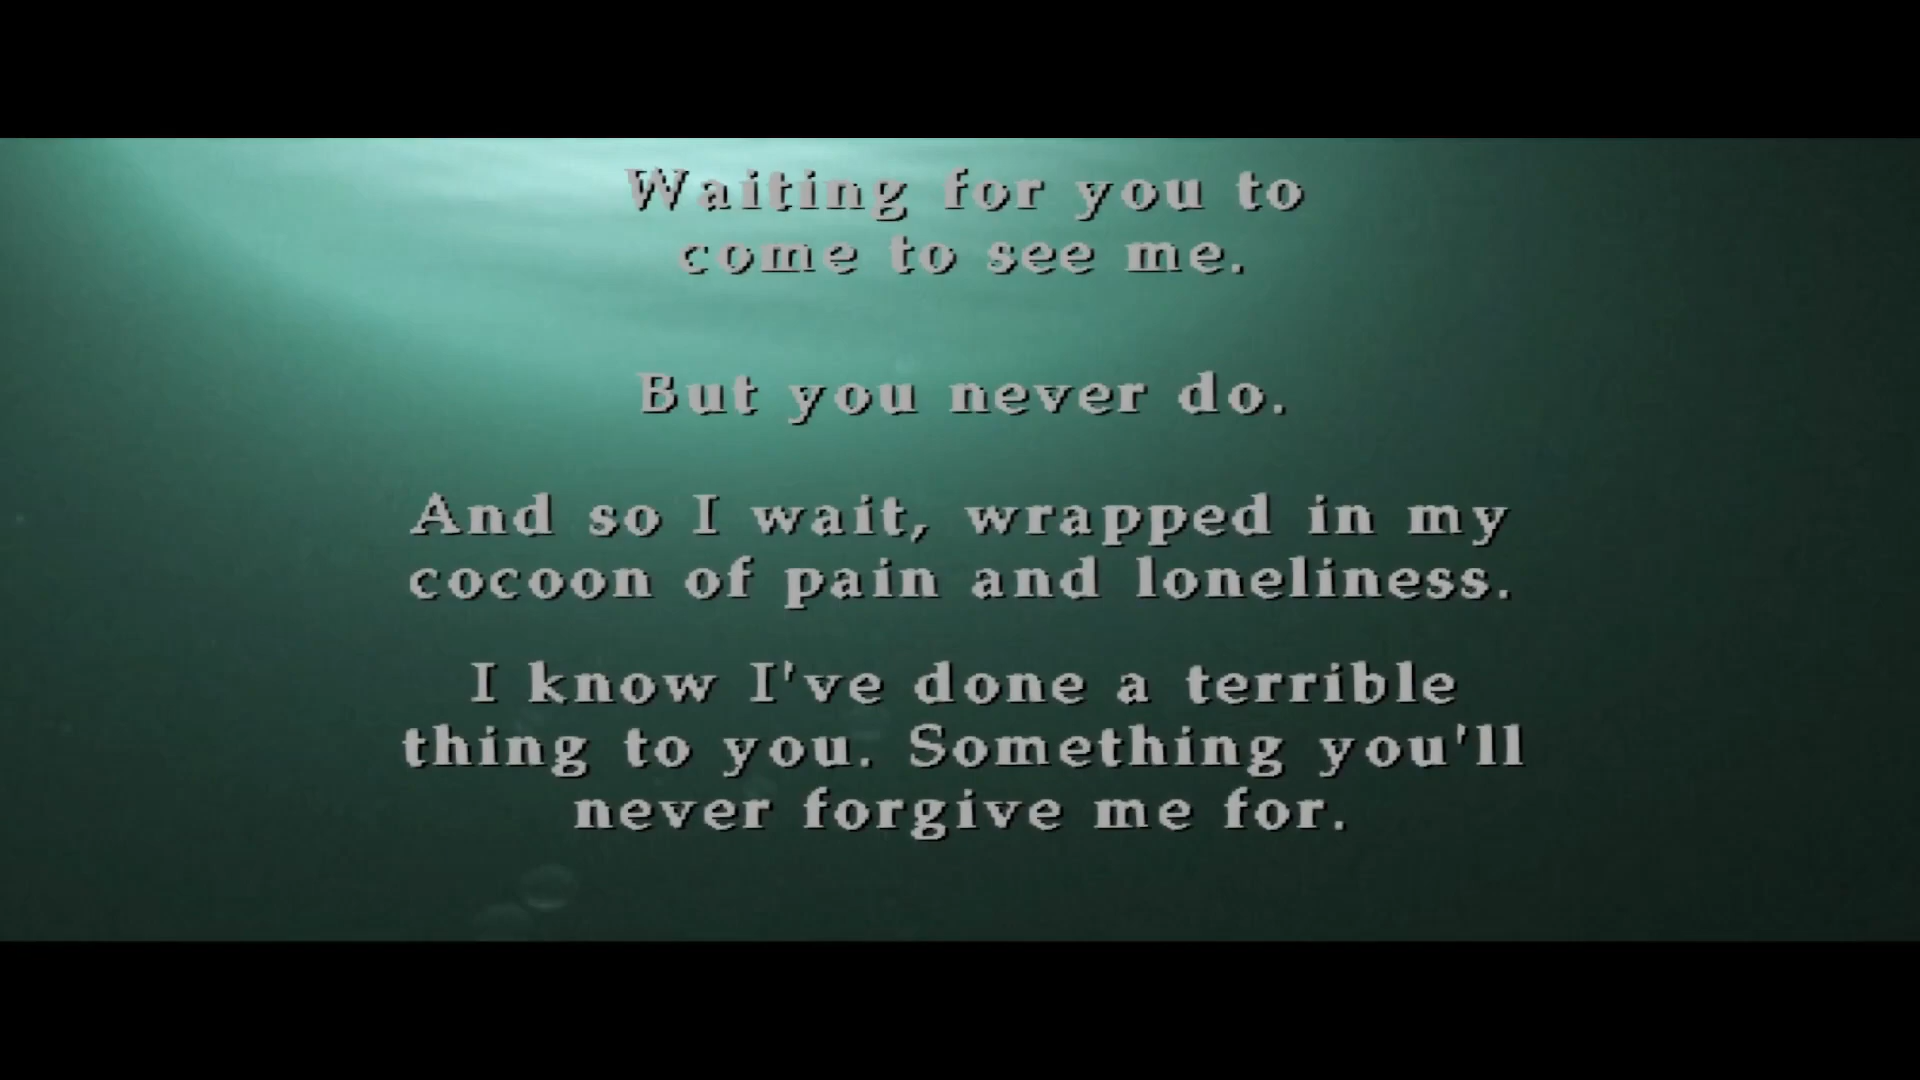 Waiting for you to
come to see me.
But you never do.
And so I wait, wrapped in my
cocoon of pain and loneliness.
I know I've done a terrible
thing to you. Something you'll
never forgive me for.